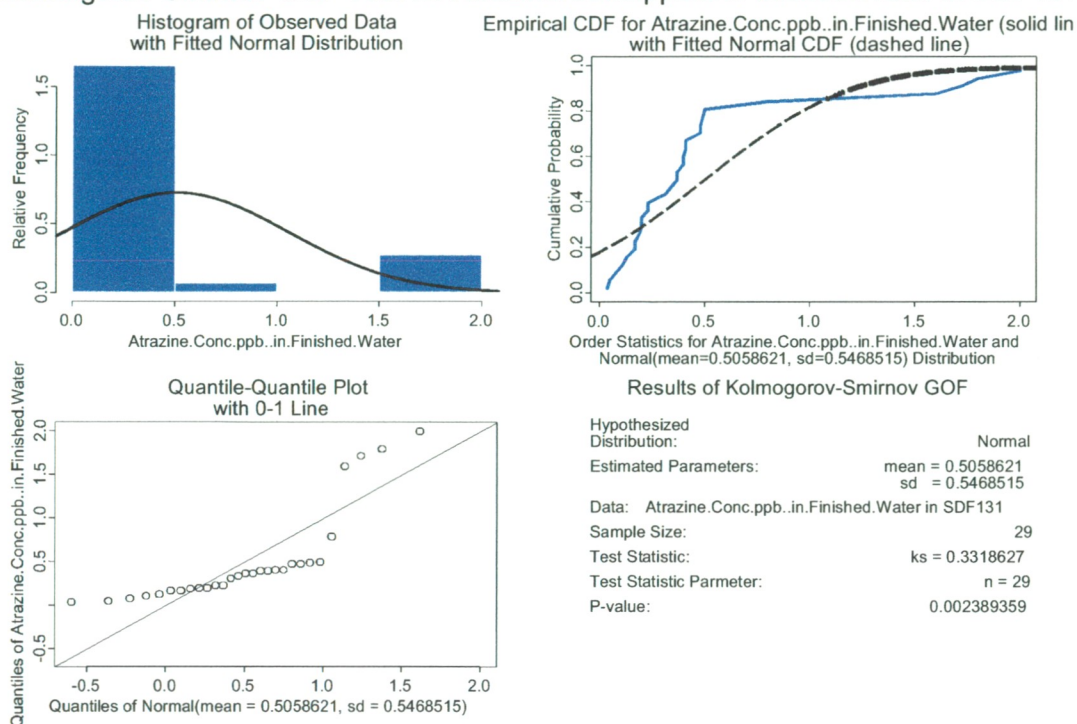 Histogram of Observed Data
with Fitted Normal Distribution
Relative Frequency
0.0 0.5 1.0 1.5
0.0 0.5 1.0 1.5 2.0
Atrazine.Conc.ppb..in.Finished.Water
Empirical CDF for Atrazine.Conc.ppb..in.Finished.Water (solid lin
with Fitted Normal CDF (dashed line)
Cumulative Probability
0.0 0.2 0.4 0.6 0.8 1.0
0.0 0.5 1.0 1.5 2.0
Order Statistics for Atrazine.Conc.ppb..in.Finished.Water and
Normal(mean=0.5058621, sd=0.5468515) Distribution
Quantile-Quantile Plot
with 0-1 Line
Quantiles of Atrazine.Conc.ppb..in.Finished.Water
-0.5 0.5 1.0 1.5 2.0
-0.5 0.0 0.5 1.0 1.5 2.0
Quantiles of Normal(mean = 0.5058621, sd = 0.5468515)
Results of Kolmogorov-Smirnov GOF
Hypothesized
Distribution: Normal
Estimated Parameters: mean = 0.5058621
sd = 0.5468515
Data: Atrazine.Conc.ppb..in.Finished.Water in SDF131
Sample Size: 29
Test Statistic: ks = 0.3318627
Test Statistic Parmeter: n = 29
P-value: 0.002389359